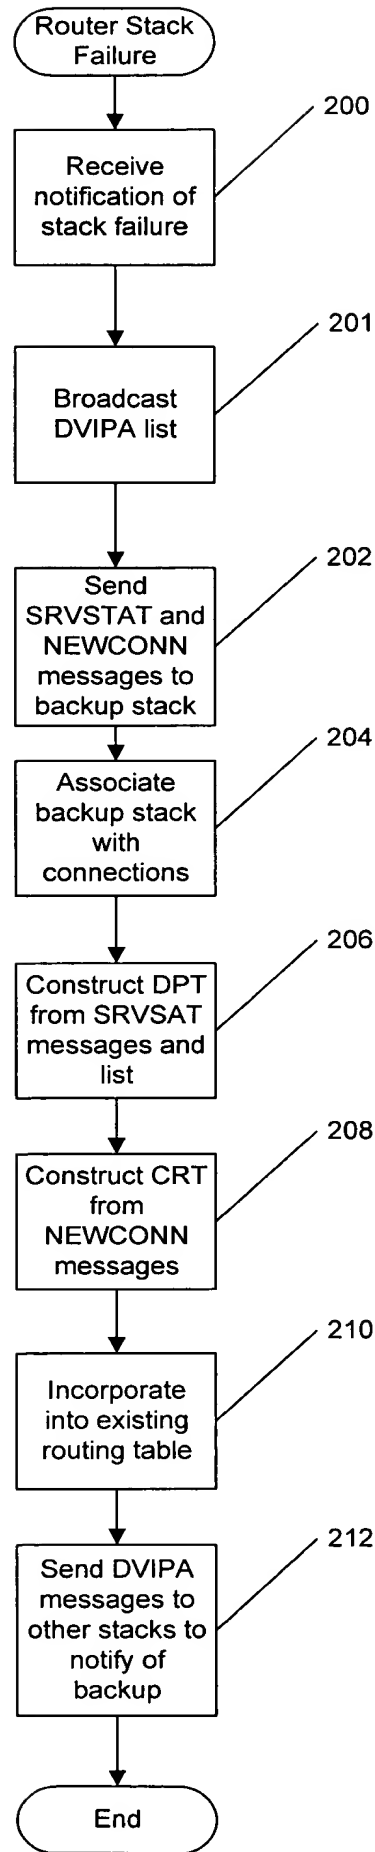 Router Stack
Failure
200
Receive
notification of
stack failure
201
Broadcast
DVIPA list
202
Send
SRVSTAT and
NEWCONN
messages to
backup stack
204
Associate
backup stack
with
connections
206
Construct DPT
from SRVSAT
messages and
list
208
Construct CRT
from
NEWCONN
messages
210
Incorporate
into existing
routing table
212
Send DVIPA
messages to
other stacks to
notify of
backup
End